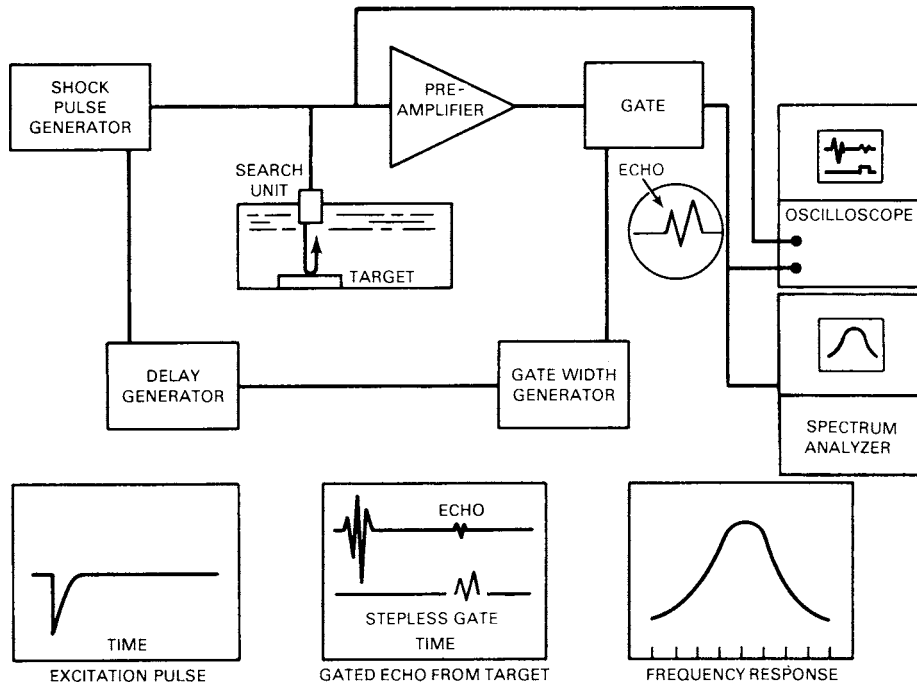 SHOCK
PULSE
GENERATOR
PRE-
AMPLIFIER
GATE
SEARCH
UNIT
TARGET
ECHO
OSCILLOSCOPE
DELAY
GENERATOR
GATE WIDTH
GENERATOR
SPECTRUM
ANALYZER
TIME
EXCITATION PULSE
ECHO
STEPLESS GATE
TIME
GATED ECHO FROM TARGET
FREQUENCY RESPONSE